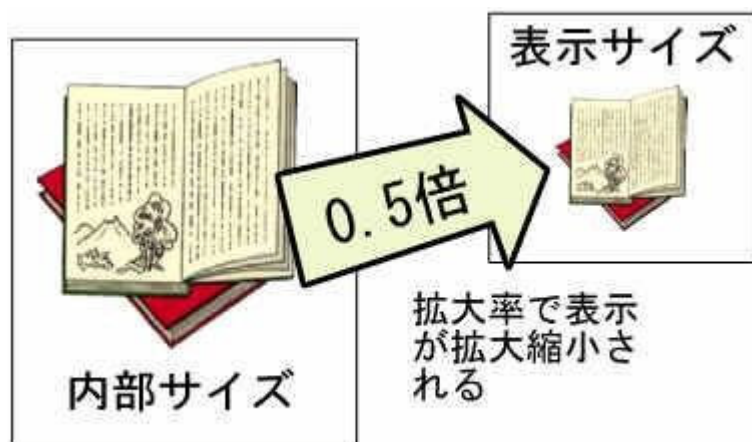 表示サイズ
0.5倍
拡大率で表示
が拡大縮小さ
れる
内部サイズ